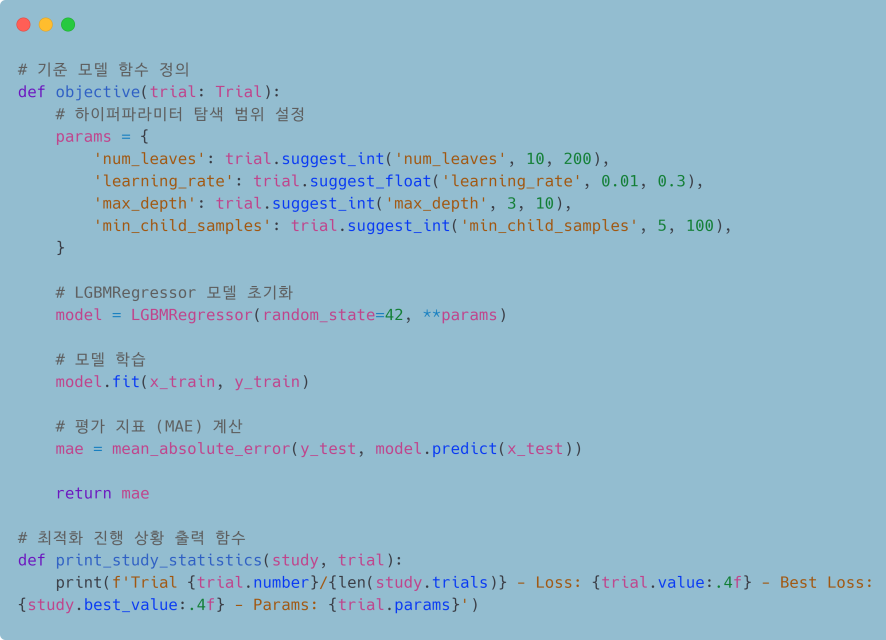 # 기준 모델 함수 정의
def objective(trial: Trial):
    # 하이퍼파라미터 탐색 범위 설정
    params = {
        'num_leaves': trial.suggest_int('num_leaves', 10, 200),
        'learning_rate': trial.suggest_float('learning_rate', 0.01, 0.3),
        'max_depth': trial.suggest_int('max_depth', 3, 10),
        'min_child_samples': trial.suggest_int('min_child_samples', 5, 100),
    }

    # LGBMRegressor 모델 초기화
    model = LGBMRegressor(random_state=42, **params)

    # 모델 학습
    model.fit(x_train, y_train)

    # 평가 지표 (MAE) 계산
    mae = mean_absolute_error(y_test, model.predict(x_test))

    return mae

# 최적화 진행 상황 출력 함수
def print_study_statistics(study, trial):
    print(f'Trial {trial.number}/{len(study.trials)} - Loss: {trial.value:.4f} - Best Loss:
{study.best_value:.4f} - Params: {trial.params}')